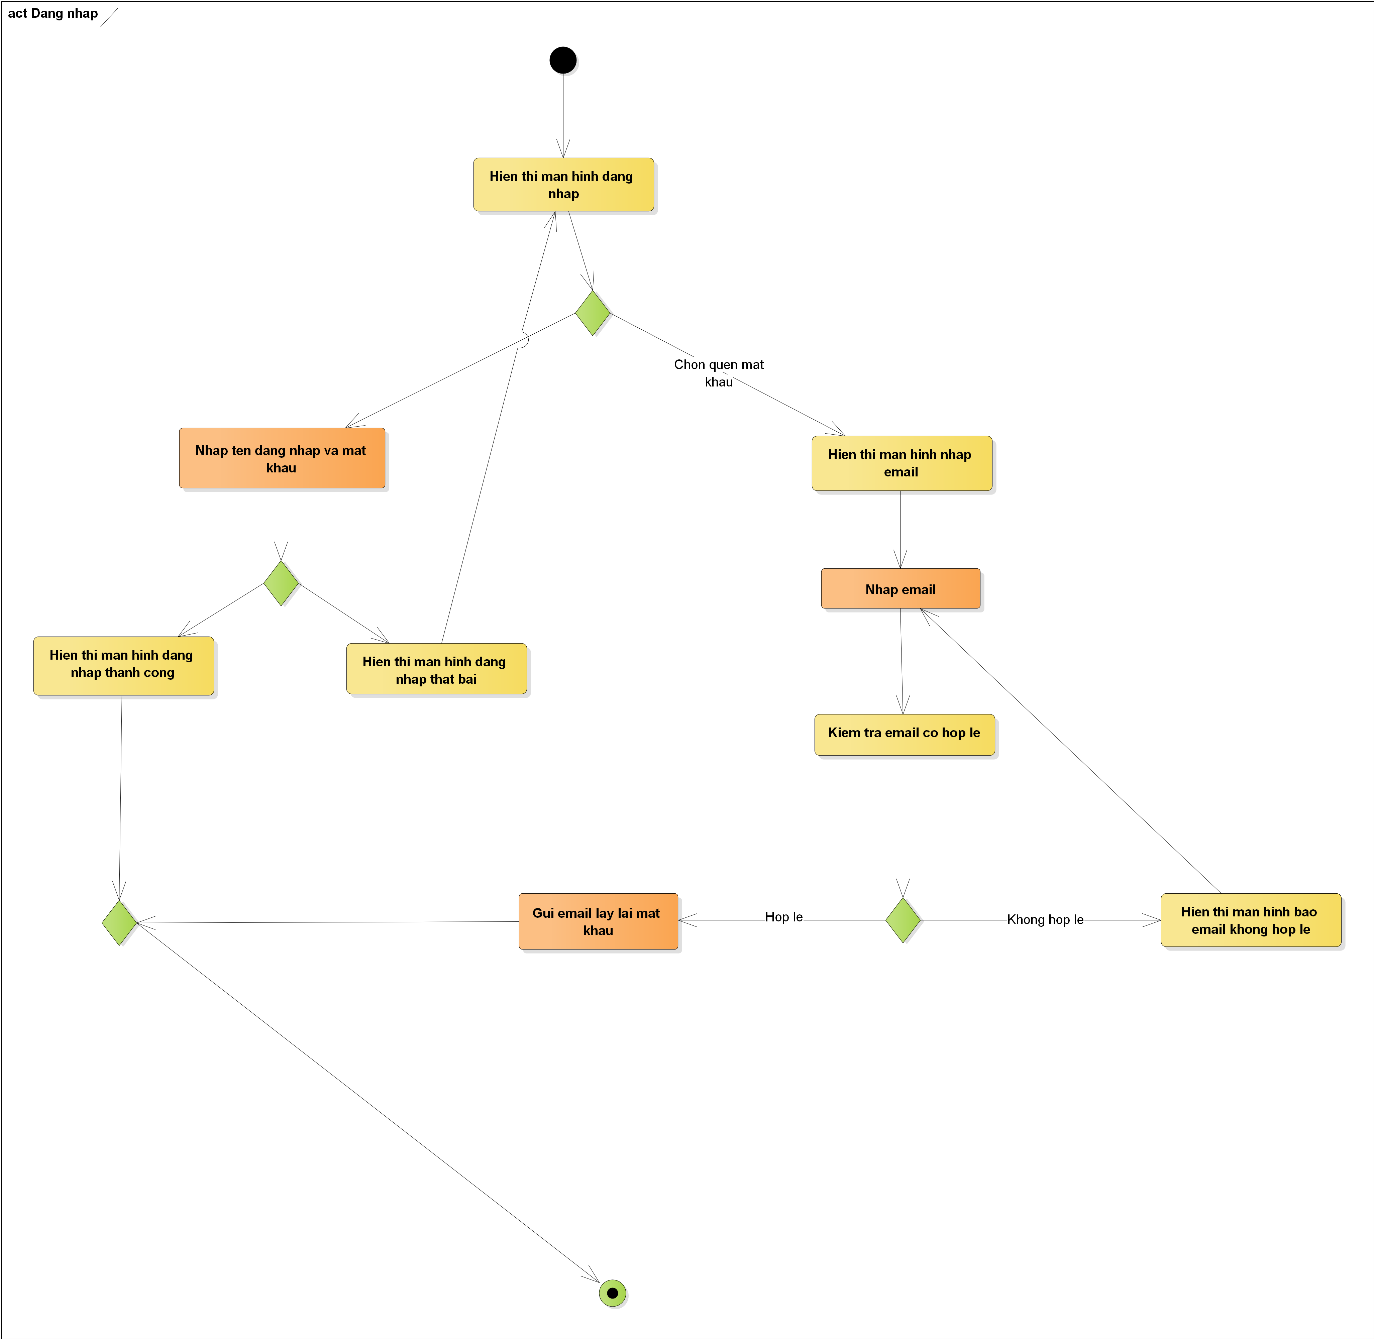 act Dang nhap
Hien thi man hinh dang
nhap
Chon quen mat
khau
Nhap ten dang nhap va mat
khau
Hien thi man hinh nhap
email
Nhap email
Hien thi man hinh dang
nhap thanh cong
Hien thi man hinh dang
nhap that bai
Kiem tra email co hop le
Gui email lay lai mat
khau
Hop le
Khong hop le
Hien thi man hinh bao
email khong hop le